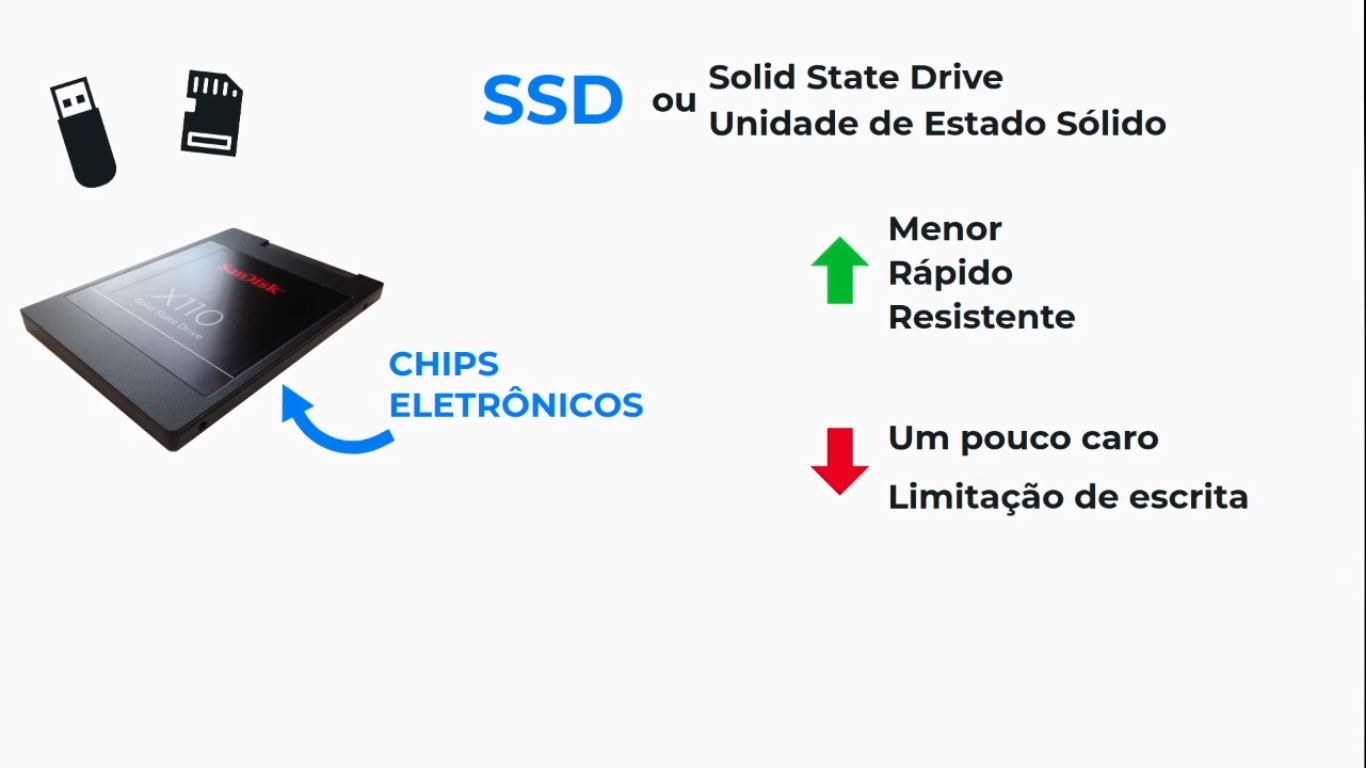 SSD ou Solid State Drive
Unidade de Estado Sólido
Menor
Rápido
Resistente
SanDisk
X110
Solid State Drive
CHIPS
ELETRÔNICOS
Um pouco caro
Limitação de escrita